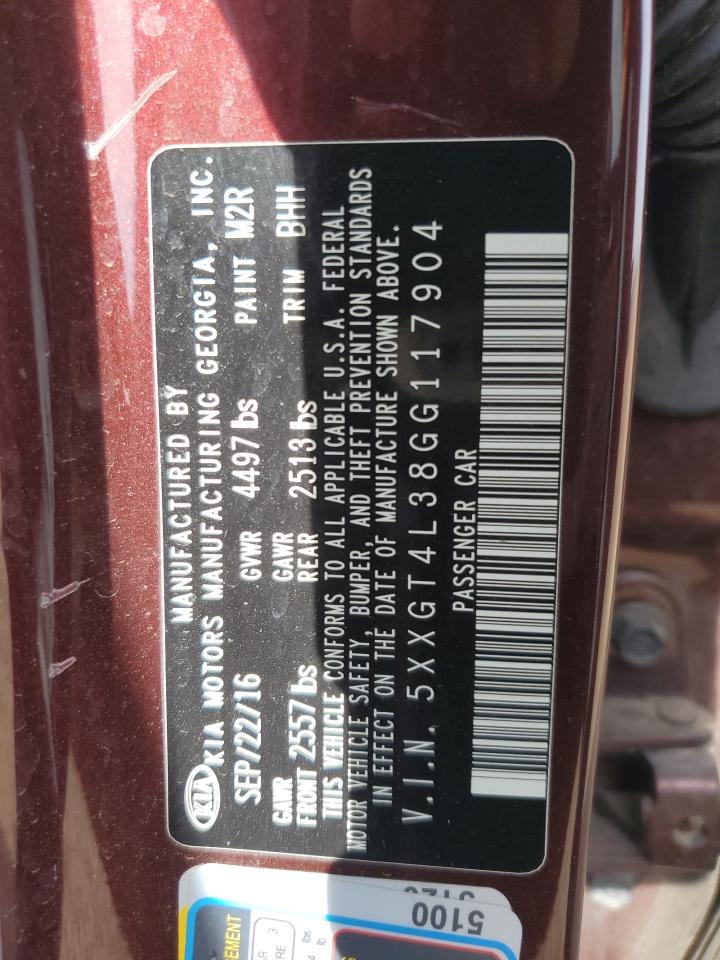 MANUFACTURED BY
KIA KIA MOTORS MANUFACTURING GEORGIA, INC.
SEP/22/16 GVWR 4497 lbs PAINT M2R
GAWR FRONT 2557 lbs GAWR REAR 2513 lbs TRIM BHH
THIS VEHICLE CONFORMS TO ALL APPLICABLE U.S.A. FEDERAL
MOTOR VEHICLE SAFETY, BUMPER, AND THEFT PREVENTION STANDARDS
IN EFFECT ON THE DATE OF MANUFACTURE SHOWN ABOVE.
V.I.N. 5XXGT4L38GG117904
PASSENGER CAR
5100